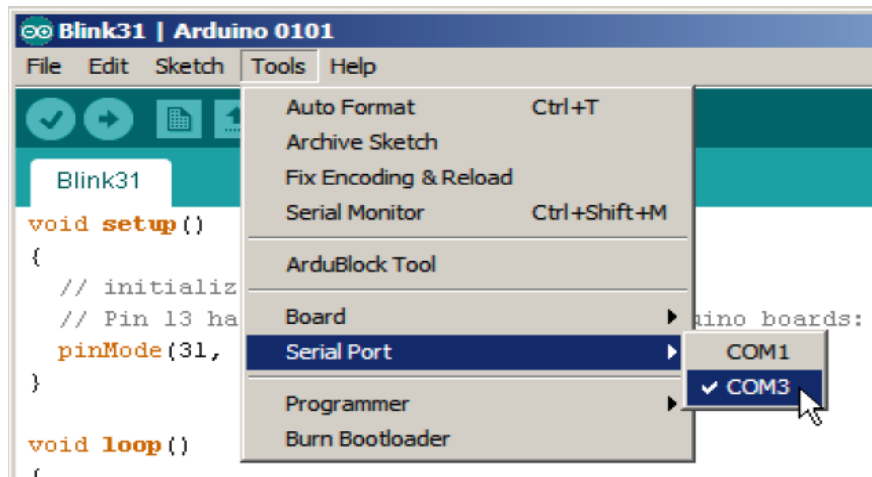 Blink31 | Arduino 0101
File Edit Sketch Tools Help
Auto Format Ctrl+T
Archive Sketch
Fix Encoding & Reload
Serial Monitor Ctrl+Shift+M
ArduBlock Tool
Board
Serial Port
Programmer
Burn Bootloader
COM1
COM3
Blink31
void setup()
{
// initializ
// Pin 13 ha uino boards:
pinMode(31,
}
void loop()
{